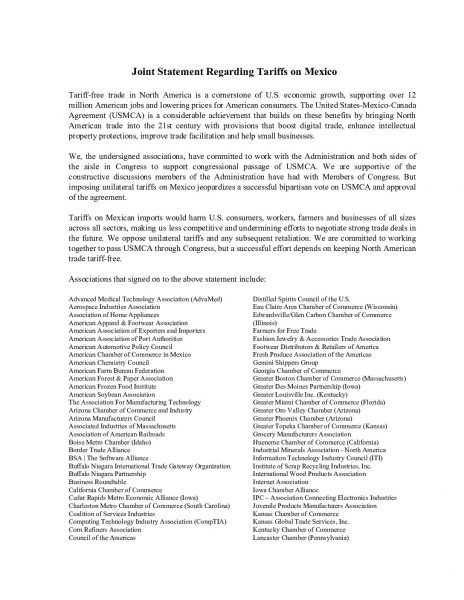 Joint Statement Regarding Tariffs on Mexico
Tariff-free trade in North America is a cornerstone of U.S. economic growth, supporting over 12
million American jobs and lowering prices for American consumers. The United States-Mexico-Canada
Agreement (USMCA) is a considerable achievement that builds on these benefits by bringing North
American trade into the 21st century with provisions that boost digital trade, enhance intellectual
property protections, improve trade facilitation and help small businesses.
We, the undersigned associations, have committed to work with the Administration and both sides of
the aisle in Congress to support congressional passage of USMCA. We are supportive of the
constructive discussions members of the Administration have had with Members of Congress. But
imposing unilateral tariffs on Mexico jeopardizes a successful bipartisan vote on USMCA and approval
of the agreement.
Tariffs on Mexican imports would harm U.S. consumers, workers, farmers and businesses of all sizes
across all sectors, making us less competitive and undermining efforts to negotiate strong trade deals in
the future. We oppose unilateral tariffs and any subsequent retaliation. We are committed to working
together to pass USMCA through Congress, but a successful effort depends on keeping North American
trade tariff-free.
Associations that signed on to the above statement include:
Advanced Medical Technology Association (AdvaMed)
Aerospace Industries Association
Association of Home Appliances
American Apparel & Footwear Association
American Association of Exporters and Importers
American Association of Port Authorities
American Automotive Policy Council
American Chamber of Commerce in Mexico
American Chemistry Council
American Farm Bureau Federation
American Forest & Paper Association
American Frozen Food Institute
American Soybean Association
The Association For Manufacturing Technology
Arizona Chamber of Commerce and Industry
Arizona Manufacturers Council
Associated Industries of Massachusetts
Association of American Railroads
Boise Metro Chamber (Idaho)
Border Trade Alliance
BSA | The Software Alliance
Buffalo Niagara International Trade Gateway Organization
Buffalo Niagara Partnership
Business Roundtable
California Chamber of Commerce
Cedar Rapids Metro Economic Alliance (Iowa)
Charleston Metro Chamber of Commerce (South Carolina)
Coalition of Services Industries
Computing Technology Industry Association (CompTIA)
Corn Refiners Association
Council of the Americas
Distilled Spirits Council of the U.S.
Eau Claire Area Chamber of Commerce (Wisconsin)
Edwardsville/Glen Carbon Chamber of Commerce
(Illinois)
Farmers for Free Trade
Fashion Jewelry & Accessories Trade Association
Footwear Distributors & Retailers of America
Fresh Produce Association of the Americas
Gemini Shippers Group
Georgia Chamber of Commerce
Greater Boston Chamber of Commerce (Massachusetts)
Greater Des Moines Partnership (Iowa)
Greater Louisville Inc. (Kentucky)
Greater Miami Chamber of Commerce (Florida)
Greater Oro Valley Chamber (Arizona)
Greater Phoenix Chamber (Arizona)
Greater Topeka Chamber of Commerce (Kansas)
Grocery Manufacturers Association
Hueneme Chamber of Commerce (California)
Industrial Minerals Association - North America
Information Technology Industry Council (ITI)
Institute of Scrap Recycling Industries, Inc.
International Wood Products Association
Internet Association
Iowa Chamber Alliance
IPC – Association Connecting Electronics Industries
Juvenile Products Manufacturers Association
Kansas Chamber of Commerce
Kansas Global Trade Services, Inc.
Kentucky Chamber of Commerce
Lancaster Chamber (Pennsylvania)